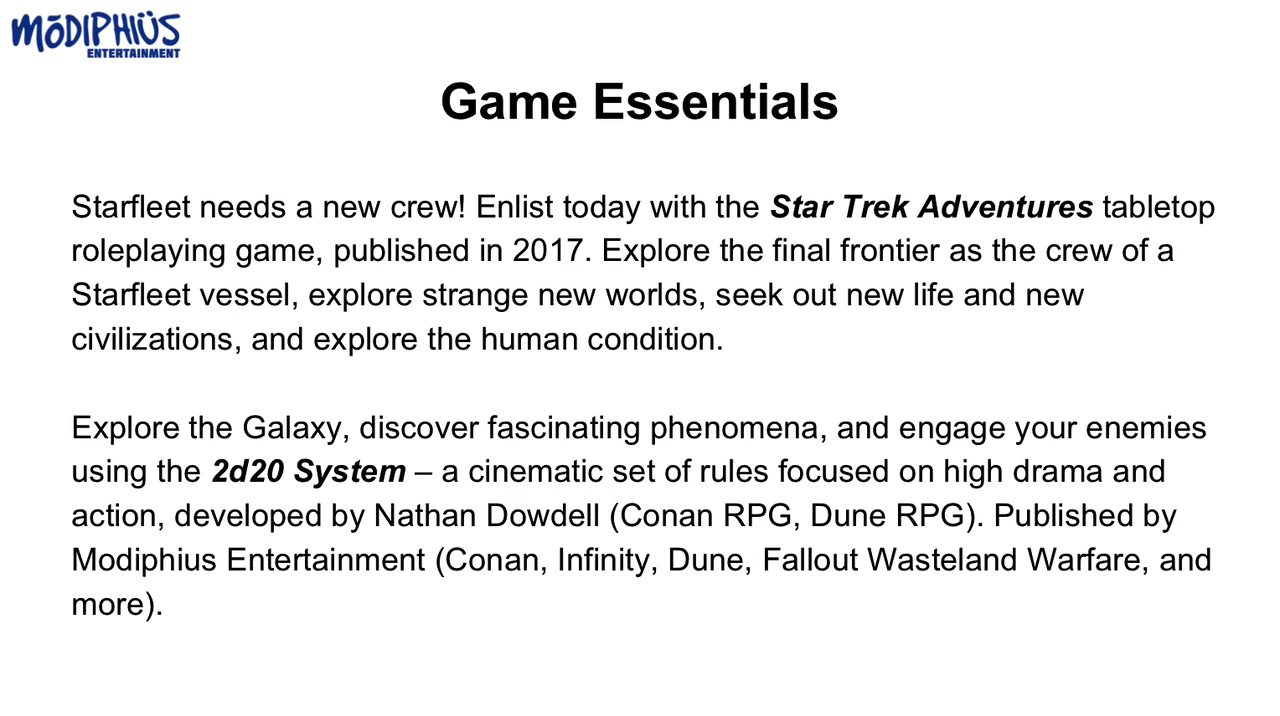 MōDIPHIÜS
ENTERTAINMENT
Game Essentials
Starfleet needs a new crew! Enlist today with the Star Trek Adventures tabletop
roleplaying game, published in 2017. Explore the final frontier as the crew of a
Starfleet vessel, explore strange new worlds, seek out new life and new
civilizations, and explore the human condition.
Explore the Galaxy, discover fascinating phenomena, and engage your enemies
using the 2d20 System – a cinematic set of rules focused on high drama and
action, developed by Nathan Dowdell (Conan RPG, Dune RPG). Published by
Modiphius Entertainment (Conan, Infinity, Dune, Fallout Wasteland Warfare, and
more).